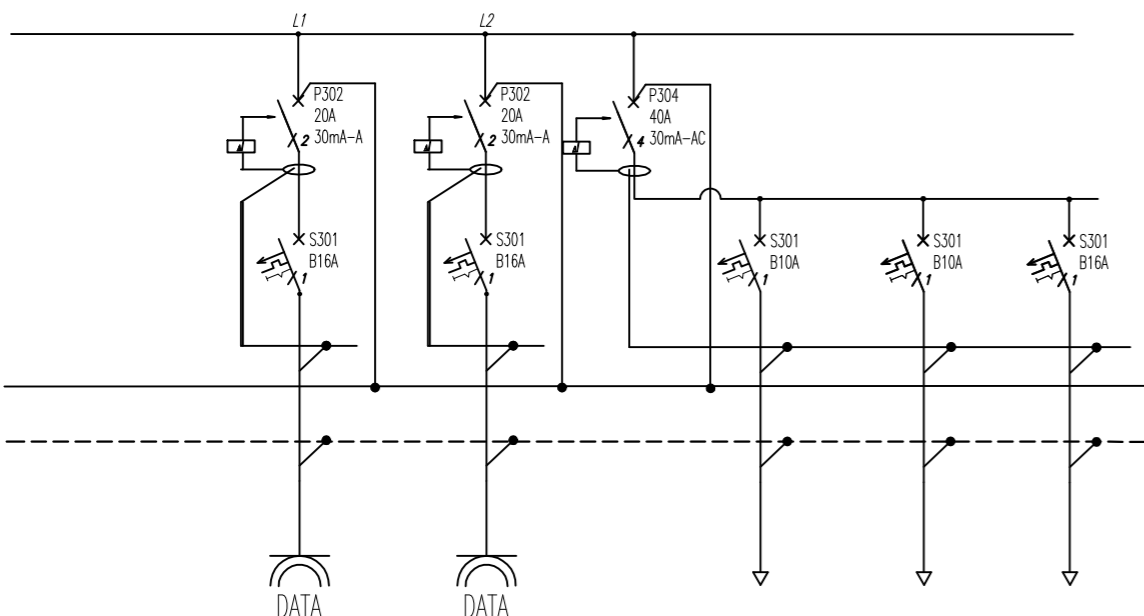 L1
L2
P302
20A
30mA-A
2
P302
20A
30mA-A
2
P304
40A
30mA-AC
4
S301
B16A
1
S301
B16A
1
S301
B10A
1
S301
B10A
1
S301
B16A
1
DATA
DATA